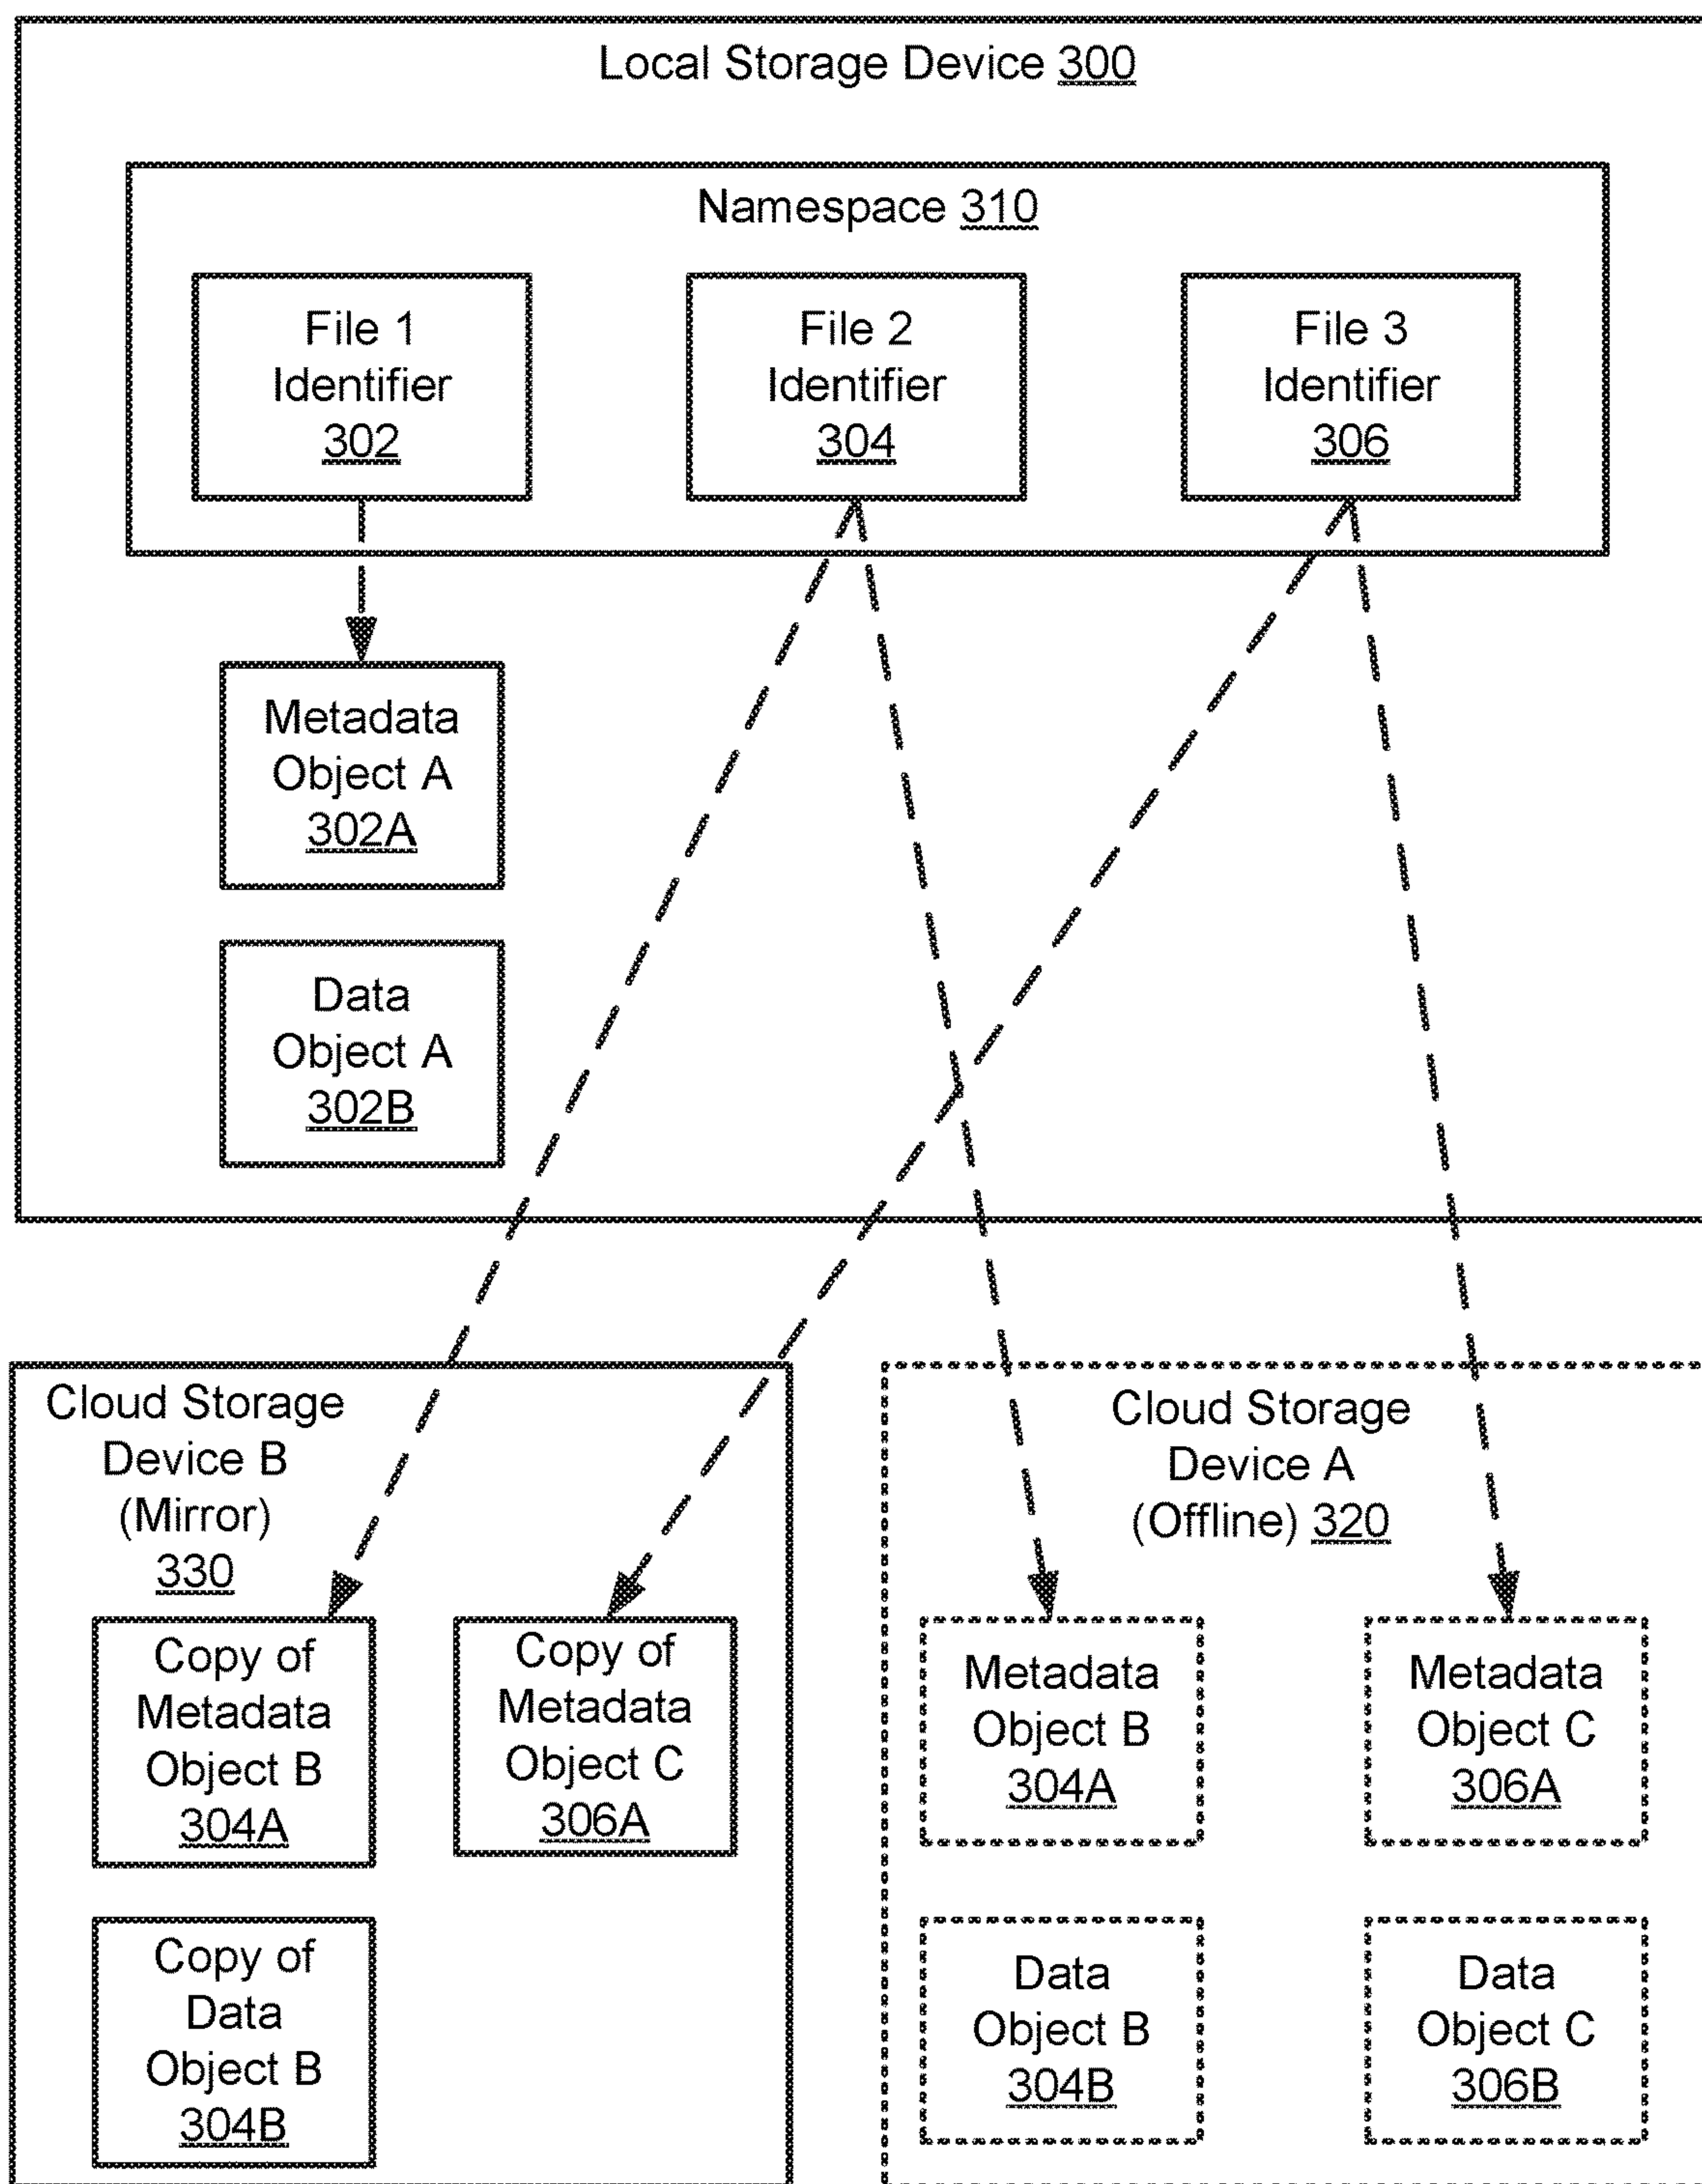 Local Storage Device 300
Namespace 310
File 1
Identifier
302
File 2
Identifier
304
File 3
Identifier
306
Metadata
Object A
302A
Data
Object A
302B
Cloud Storage
Device B
(Mirror)
330
Copy of
Metadata
Object B
304A
Copy of
Metadata
Object C
306A
Copy of
Data
Object B
304B
Cloud Storage
Device A
(Offline) 320
Metadata
Object B
304A
Metadata
Object C
306A
Data
Object B
304B
Data
Object C
306B